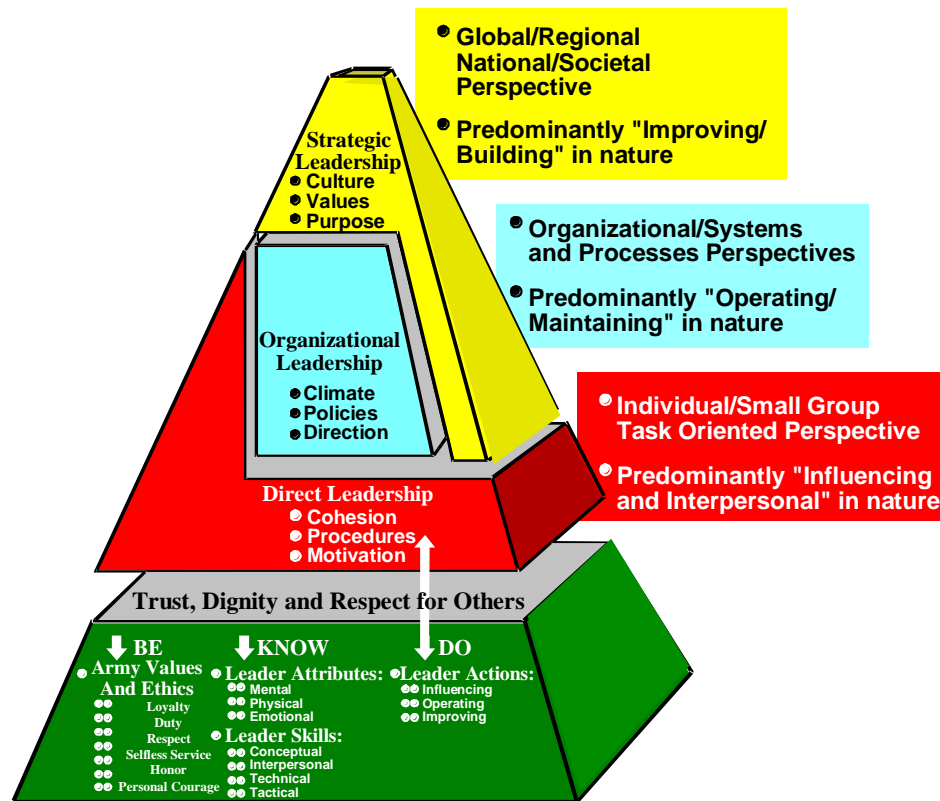 Global/Regional
National/Societal
Perspective
Predominantly "Improving/
Building" in nature
Strategic
Leadership
Culture
Values
Purpose
Organizational/Systems
and Processes Perspectives
Predominantly "Operating/
Maintaining" in nature
Organizational
Leadership
Climate
Policies
Direction
Individual/Small Group
Task Oriented Perspective
Predominantly "Influencing
and Interpersonal" in nature
Direct Leadership
Cohesion
Procedures
Motivation
Trust, Dignity and Respect for Others
BE
Army Values
And Ethics
Loyalty
Duty
Respect
Selfless Service
Honor
Personal Courage
KNOW
Leader Attributes:
Mental
Physical
Emotional
Leader Skills:
Conceptual
Interpersonal
Technical
Tactical
DO
Leader Actions:
Influencing
Operating
Improving